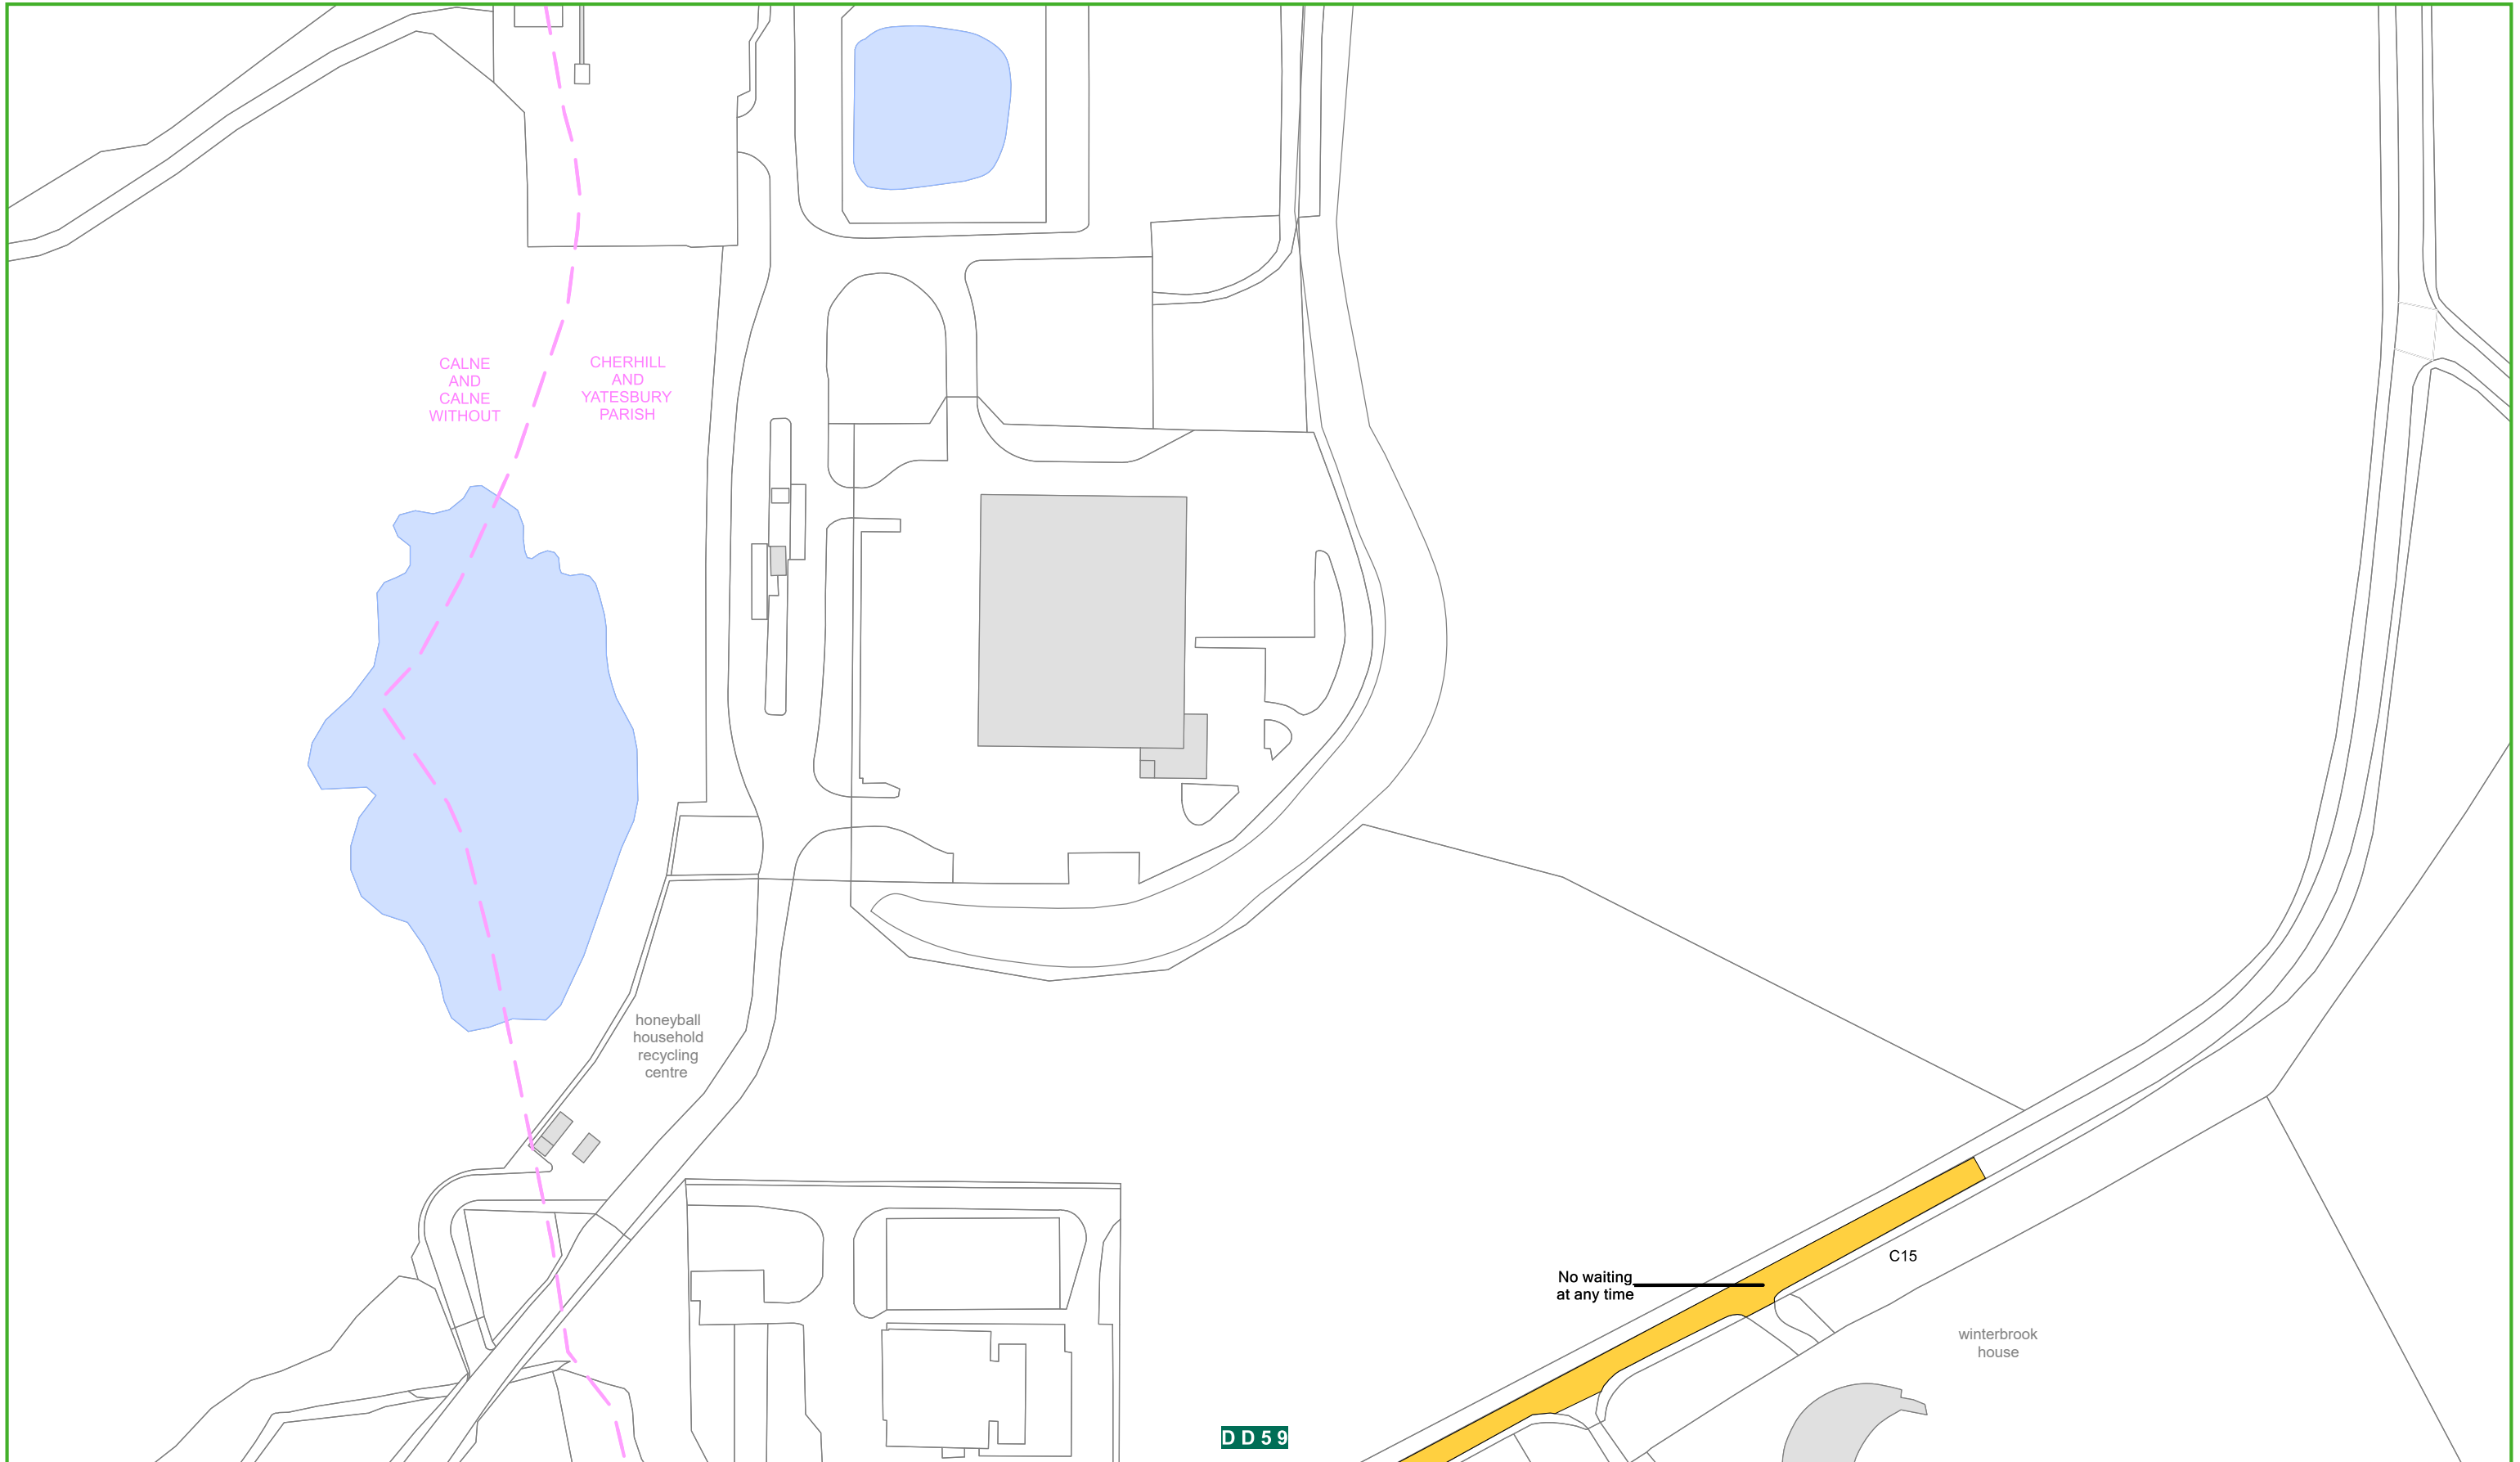 CALNE
AND
CALNE
WITHOUT
CHERHILL
AND
YATESBURY
PARISH
honeyball
household
recycling
centre
No waiting
at any time
C15
winterbrook
house
DD59